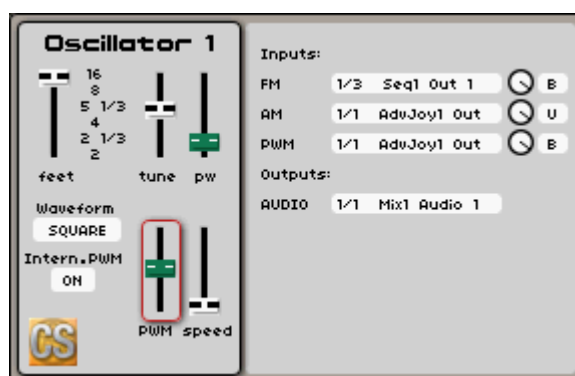 Oscillator 1
16
8
5 1/3
4
2 1/3
2
feet
tune
pw
Waveform
SQUARE
Intern.PWM
ON
PWM
speed
CS
Inputs:
FM 1/3 Seq1 Out 1 B
AM 1/1 AdvJoy1 Out U
PWM 1/1 AdvJoy1 Out B
Outputs:
AUDIO 1/1 Mix1 Audio 1